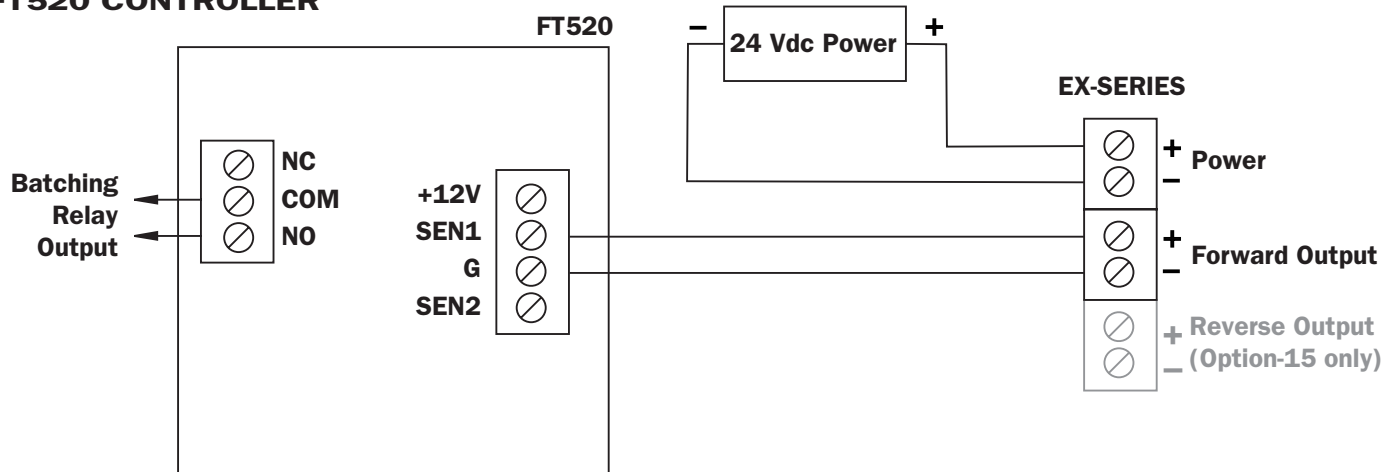 FT520 CONTROLLER
FT520
− 24 Vdc Power +
EX-SERIES
NC
COM
NO
Batching
Relay
Output
+12V
SEN1
G
SEN2
+
− Power
+
− Forward Output
+ Reverse Output
− (Option-15 only)